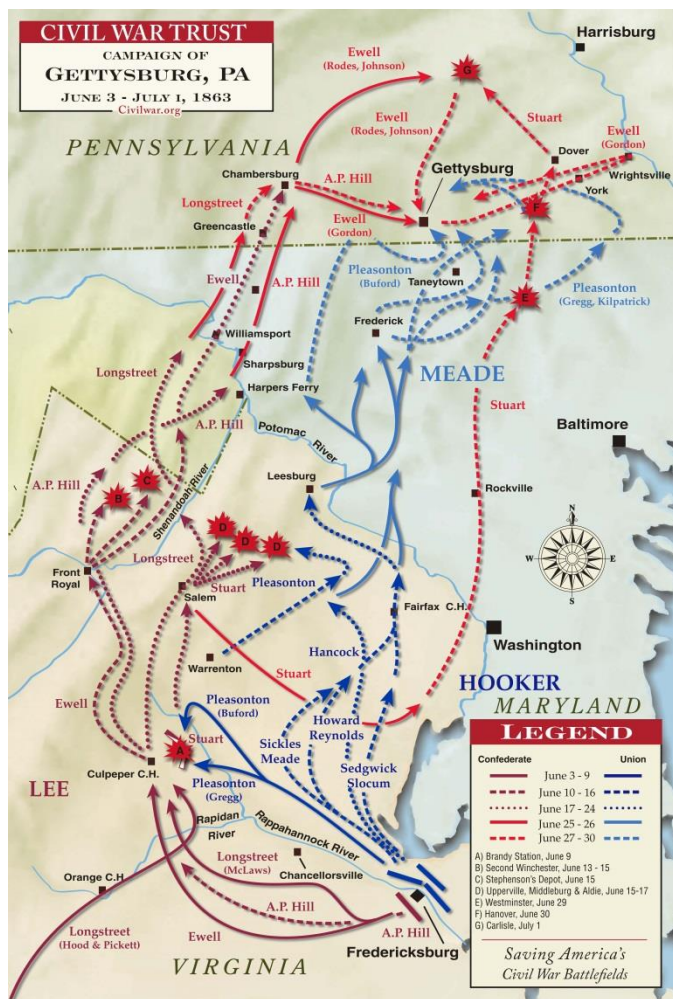 CIVIL WAR TRUST
CAMPAIGN OF
GETTYSBURG, PA
JUNE 3 - JULY 1, 1863
Civilwar.org
Harrisburg
Ewell
(Rodes, Johnson)
G
PENNSYLVANIA
Ewell
(Rodes, Johnson)
Stuart
Ewell
(Gordon)
Dover
Chambersburg
A.P. Hill
Gettysburg
Wrightsville
York
Longstreet
Greencastle
Ewell
(Gordon)
F
Ewell
A.P. Hill
Pleasonton
(Buford)
Taneytown
Pleasonton
(Gregg, Kilpatrick)
E
Williamsport
Frederick
Sharpsburg
Longstreet
MEADE
Harpers Ferry
Stuart
A.P. Hill
Potomac
River
Baltimore
C
B
Leesburg
Rockville
A.P. Hill
Shenandoah River
N
W
E
S
D
D
D
Longstreet
Front
Royal
Pleasonton
Stuart
Salem
Fairfax C.H.
Washington
Hancock
Warrenton
Stuart
HOOKER
MARYLAND
Ewell
Pleasonton
(Buford)
Howard
Reynolds
Stuart
A
Sickles
Meade
Culpeper C.H.
Sedgwick
Slocum
LEE
Pleasonton
(Gregg)
Rapidan
River
Rappahannock River
Longstreet
(McLaws)
Chancellorsville
Orange C.H.
A.P. Hill
A.P. Hill
Longstreet
(Hood & Pickett)
Ewell
Fredericksburg
VIRGINIA
LEGEND
Confederate Union
June 3 - 9
June 10 - 16
June 17 - 24
June 25 - 26
June 27 - 30
A) Brandy Station, June 9
B) Second Winchester, June 13 - 15
C) Stephenson's Depot, June 15
D) Upperville, Middleburg & Aldie, June 15-17
E) Westminster, June 29
F) Hanover, June 30
G) Carlisle, July 1
Saving America's
Civil War Battlefields